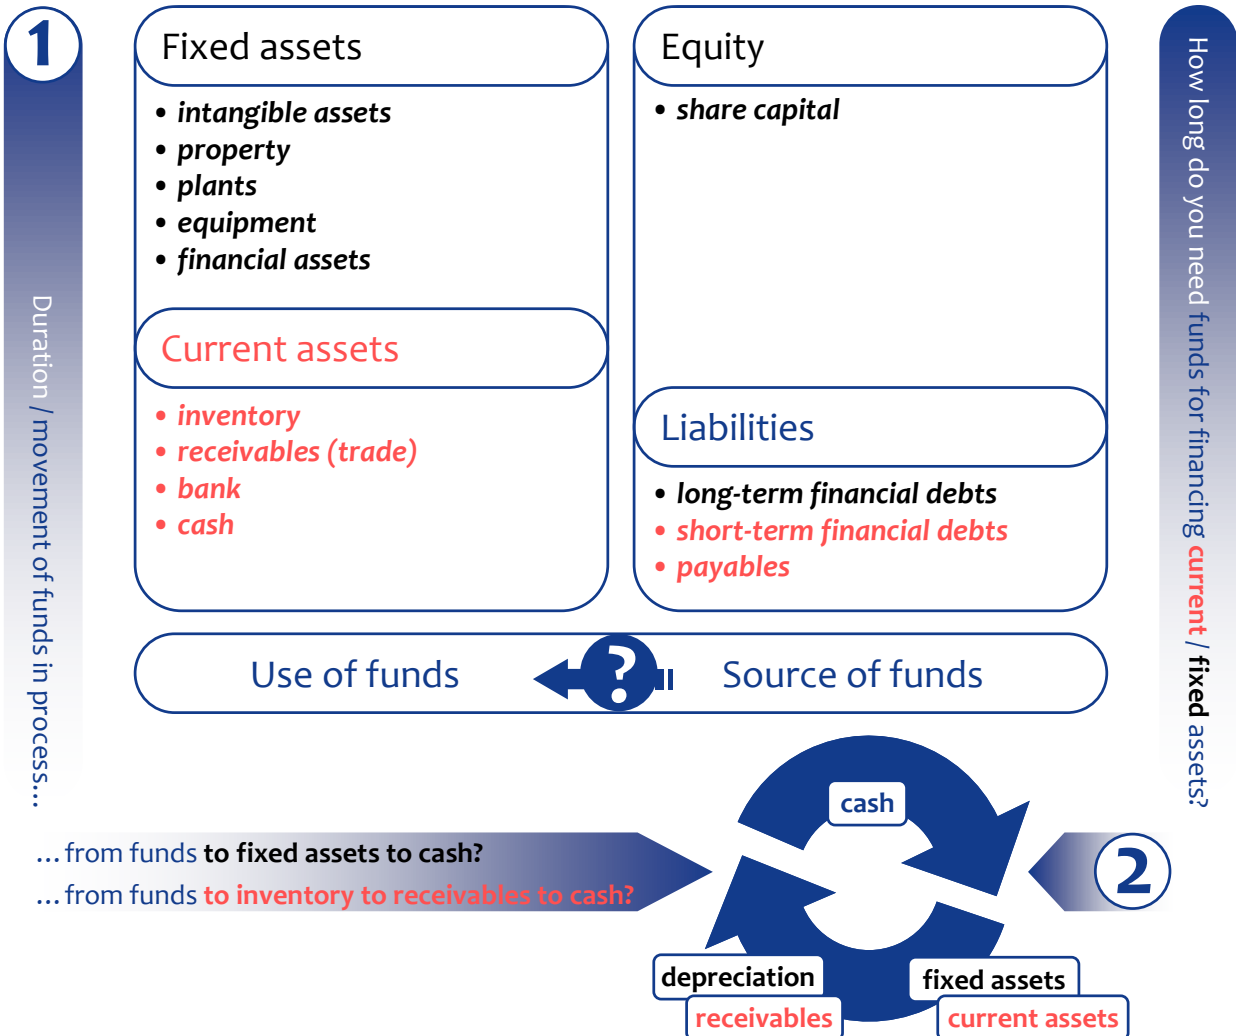 1
Duration / movement of funds in process...
Fixed assets
• intangible assets
• property
• plants
• equipment
• financial assets
Current assets
• inventory
• receivables (trade)
• bank
• cash
Equity
• share capital
Liabilities
• long-term financial debts
• short-term financial debts
• payables
How long do you need funds for financing current / fixed assets?
Use of funds
?
Source of funds
...from funds to fixed assets to cash?
...from funds to inventory to receivables to cash?
cash
2
depreciation
receivables
fixed assets
current assets